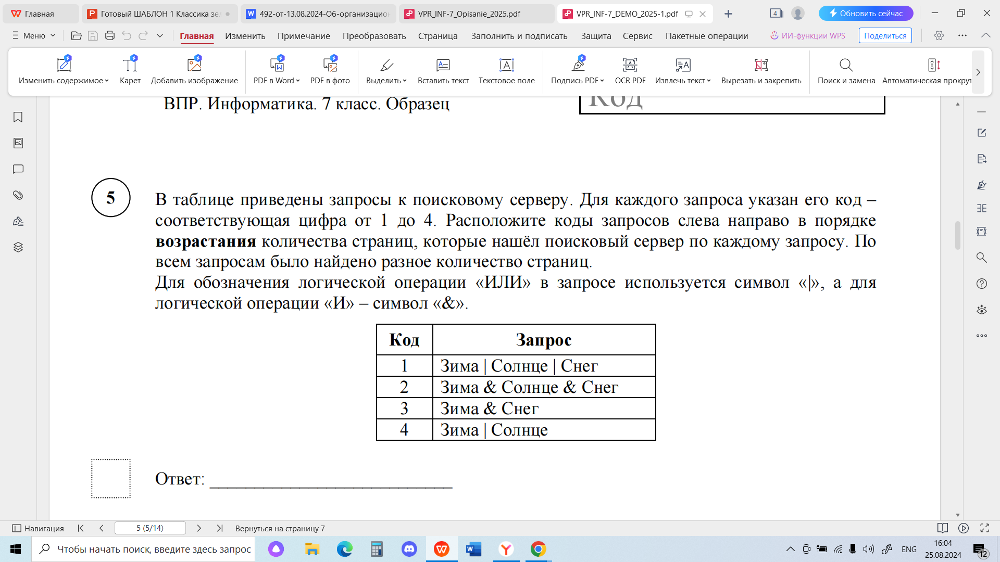 Главная
Готовый ШАБЛОН 1 Классика зел
492-от-13.08.2024-Об-организацион
VPR_INF-7_Opisanie_2025.pdf
VPR_INF-7_DEMO_2025-1.pdf
4
Обновить сейчас
Меню
Главная
Изменить
Примечание
Преобразовать
Страница
Заполнить и подписать
Защита
Сервис
Пакетные операции
ИИ-функции WPS
Поделиться
Изменить содержимое
Карет
Добавить изображение
PDF в Word
PDF в фото
Выделить
Вставить текст
Текстовое поле
Подпись PDF
OCR PDF
Извлечь текст
Вырезать и закрепить
Поиск и замена
Автоматическая прокрут
ВПР. Информатика. 7 класс. Образец
Код
5
В таблице приведены запросы к поисковому серверу. Для каждого запроса указан его код –
соответствующая цифра от 1 до 4. Расположите коды запросов слева направо в порядке
возрастания количества страниц, которые нашёл поисковый сервер по каждому запросу. По
всем запросам было найдено разное количество страниц.
Для обозначения логической операции «ИЛИ» в запросе используется символ «|», а для
логической операции «И» – символ «&».
Код Запрос
1 Зима | Солнце | Снег
2 Зима & Солнце & Снег
3 Зима & Снег
4 Зима | Солнце
Ответ: ____________________________
Навигация
5 (5/14)
Вернуться на страницу 7
Чтобы начать поиск, введите здесь запрос
ENG
16:04
25.08.2024
12